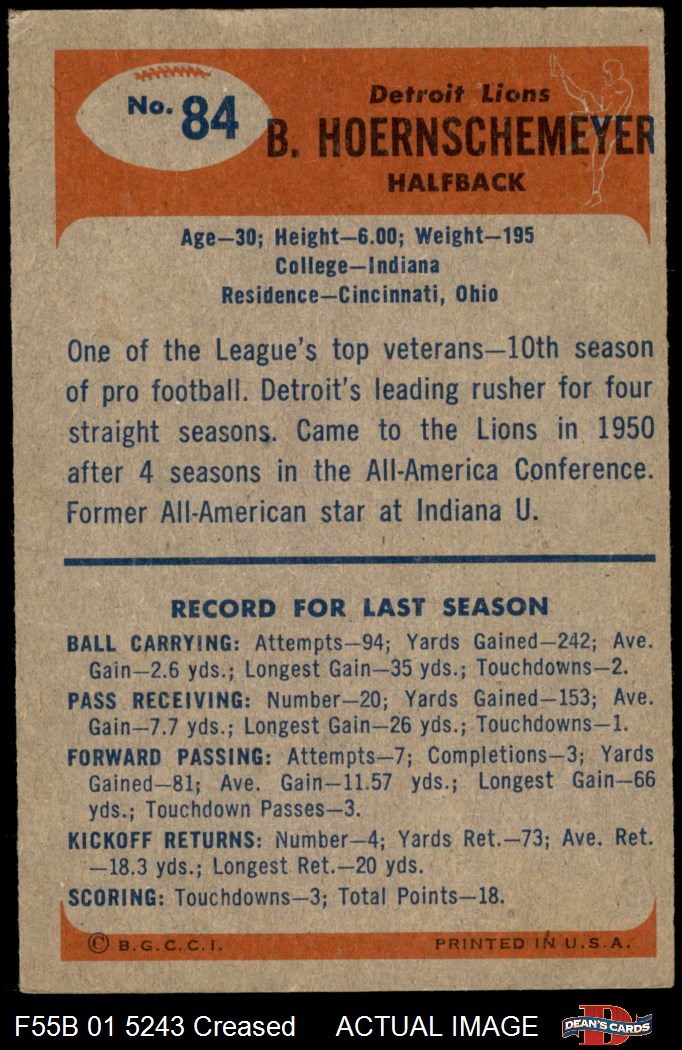 No. 84
Detroit Lions
B. HOERNSCHEMEYER
HALFBACK
Age—30; Height—6.00; Weight—195
College—Indiana
Residence—Cincinnati, Ohio
One of the League's top veterans—10th season
of pro football. Detroit's leading rusher for four
straight seasons. Came to the Lions in 1950
after 4 seasons in the All-America Conference.
Former All-American star at Indiana U.
RECORD FOR LAST SEASON
BALL CARRYING: Attempts—94; Yards Gained—242; Ave.
Gain—2.6 yds.; Longest Gain—35 yds.; Touchdowns—2.
PASS RECEIVING: Number—20; Yards Gained—153; Ave.
Gain—7.7 yds.; Longest Gain—26 yds.; Touchdowns—1.
FORWARD PASSING: Attempts—7; Completions—3; Yards
Gained—81; Ave. Gain—11.57 yds.; Longest Gain—66
yds.; Touchdown Passes—3.
KICKOFF RETURNS: Number—4; Yards Ret.—73; Ave. Ret.
—18.3 yds.; Longest Ret.—20 yds.
SCORING: Touchdowns—3; Total Points—18.
© B.G.C.C.I. PRINTED IN U.S.A.
F55B 01 5243 Creased ACTUAL IMAGE D DEAN'S CARDS